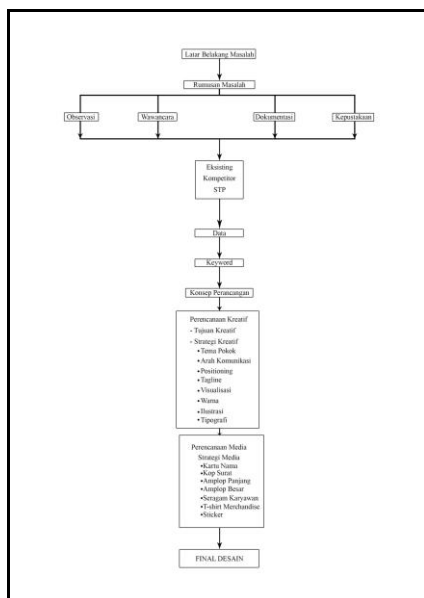 Latar Belakang Masalah
Rumusan Masalah
Observasi
Wawancara
Dokumentasi
Kepustakaan
Eksisting
Kompetitor
STP
Data
Keyword
Konsep Perancangan
Perencanaan Kreatif
- Tujuan Kreatif
- Strategi Kreatif
•Tema Pokok
•Arah Komunikasi
•Positioning
•Tagline
•Visualisasi
•Warna
•Ilustrasi
•Tipografi
Perencanaan Media
Strategi Media
•Kartu Nama
•Kop Surat
•Amplop Panjang
•Amplop Besar
•Seragam Karyawan
•T-shirt Merchandise
•Sticker
FINAL DESAIN